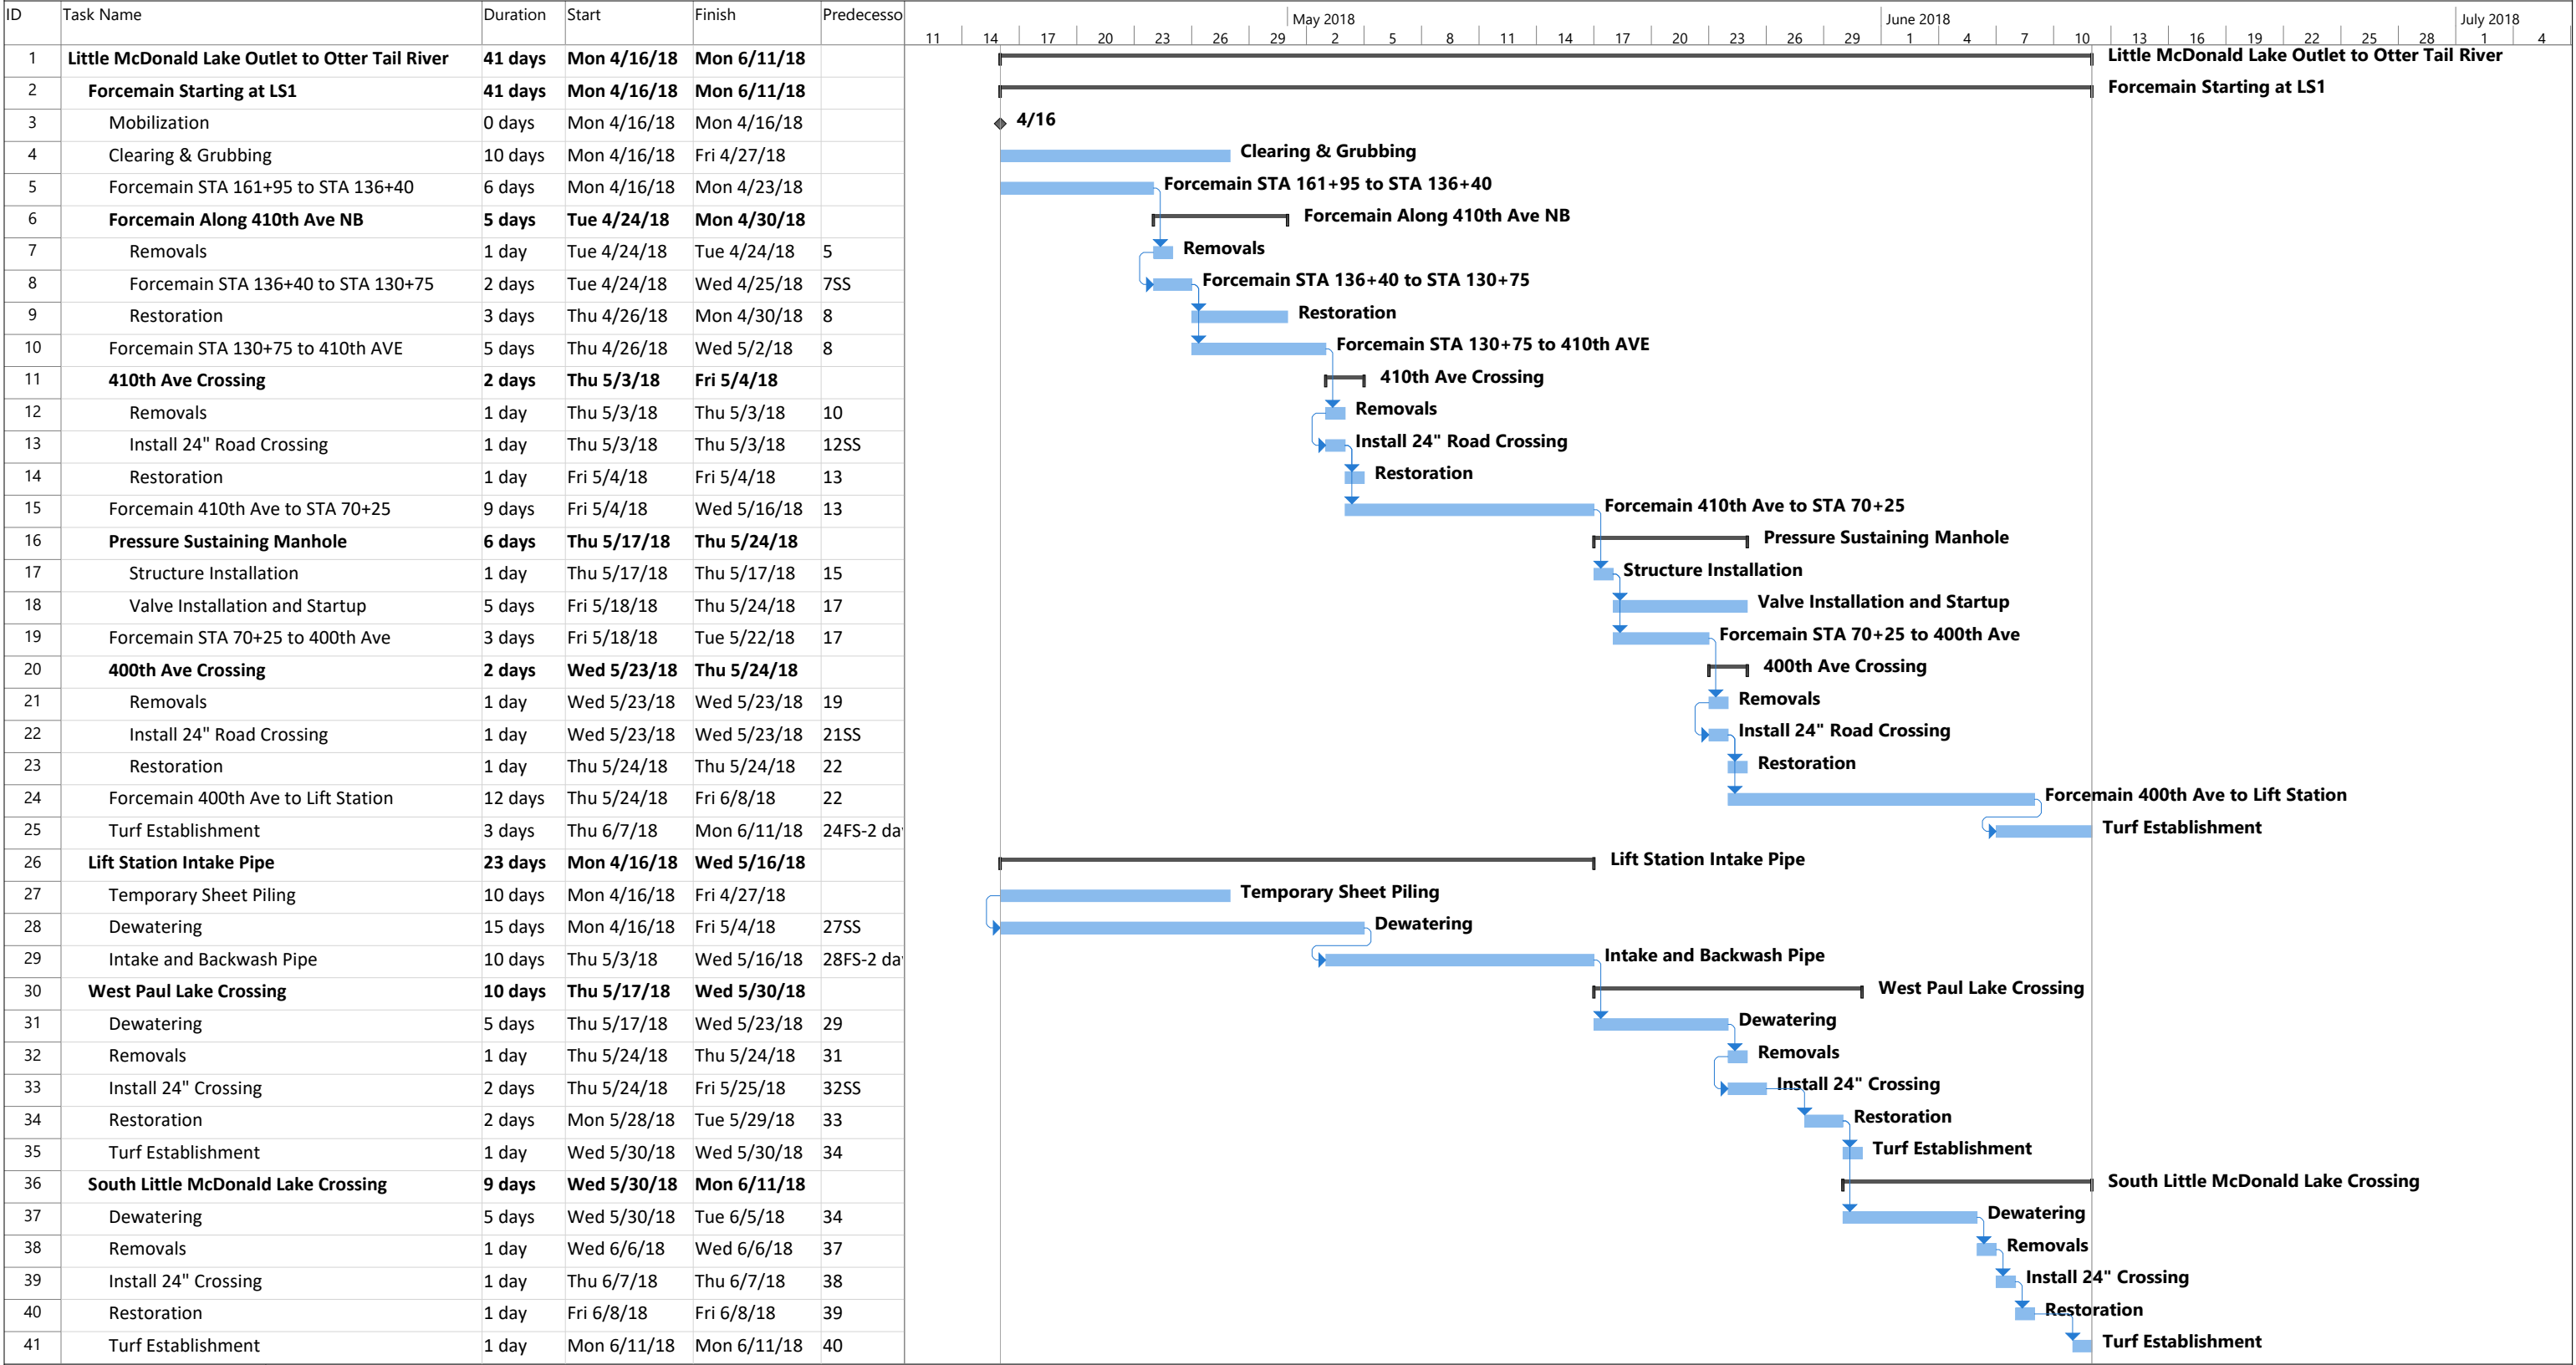 ID Task Name Duration Start Finish Predecesso May 2018 June 2018 July 2018
11 14 17 20 23 26 29 2 5 8 11 14 17 20 23 26 29 1 4 7 10 13 16 19 22 25 28 1 4
1 Little McDonald Lake Outlet to Otter Tail River 41 days Mon 4/16/18 Mon 6/11/18 Little McDonald Lake Outlet to Otter Tail River
2 Forcemain Starting at LS1 41 days Mon 4/16/18 Mon 6/11/18 Forcemain Starting at LS1
3 Mobilization 0 days Mon 4/16/18 Mon 4/16/18 4/16
4 Clearing & Grubbing 10 days Mon 4/16/18 Fri 4/27/18 Clearing & Grubbing
5 Forcemain STA 161+95 to STA 136+40 6 days Mon 4/16/18 Mon 4/23/18 Forcemain STA 161+95 to STA 136+40
6 Forcemain Along 410th Ave NB 5 days Tue 4/24/18 Mon 4/30/18 Forcemain Along 410th Ave NB
7 Removals 1 day Tue 4/24/18 Tue 4/24/18 5 Removals
8 Forcemain STA 136+40 to STA 130+75 2 days Tue 4/24/18 Wed 4/25/18 7SS Forcemain STA 136+40 to STA 130+75
9 Restoration 3 days Thu 4/26/18 Mon 4/30/18 8 Restoration
10 Forcemain STA 130+75 to 410th AVE 5 days Thu 4/26/18 Wed 5/2/18 8 Forcemain STA 130+75 to 410th AVE
11 410th Ave Crossing 2 days Thu 5/3/18 Fri 5/4/18 410th Ave Crossing
12 Removals 1 day Thu 5/3/18 Thu 5/3/18 10 Removals
13 Install 24" Road Crossing 1 day Thu 5/3/18 Thu 5/3/18 12SS Install 24" Road Crossing
14 Restoration 1 day Fri 5/4/18 Fri 5/4/18 13 Restoration
15 Forcemain 410th Ave to STA 70+25 9 days Fri 5/4/18 Wed 5/16/18 13 Forcemain 410th Ave to STA 70+25
16 Pressure Sustaining Manhole 6 days Thu 5/17/18 Thu 5/24/18 Pressure Sustaining Manhole
17 Structure Installation 1 day Thu 5/17/18 Thu 5/17/18 15 Structure Installation
18 Valve Installation and Startup 5 days Fri 5/18/18 Thu 5/24/18 17 Valve Installation and Startup
19 Forcemain STA 70+25 to 400th Ave 3 days Fri 5/18/18 Tue 5/22/18 17 Forcemain STA 70+25 to 400th Ave
20 400th Ave Crossing 2 days Wed 5/23/18 Thu 5/24/18 400th Ave Crossing
21 Removals 1 day Wed 5/23/18 Wed 5/23/18 19 Removals
22 Install 24" Road Crossing 1 day Wed 5/23/18 Wed 5/23/18 21SS Install 24" Road Crossing
23 Restoration 1 day Thu 5/24/18 Thu 5/24/18 22 Restoration
24 Forcemain 400th Ave to Lift Station 12 days Thu 5/24/18 Fri 6/8/18 22 Forcemain 400th Ave to Lift Station
25 Turf Establishment 3 days Thu 6/7/18 Mon 6/11/18 24FS-2 da Turf Establishment
26 Lift Station Intake Pipe 23 days Mon 4/16/18 Wed 5/16/18 Lift Station Intake Pipe
27 Temporary Sheet Piling 10 days Mon 4/16/18 Fri 4/27/18 Temporary Sheet Piling
28 Dewatering 15 days Mon 4/16/18 Fri 5/4/18 27SS Dewatering
29 Intake and Backwash Pipe 10 days Thu 5/3/18 Wed 5/16/18 28FS-2 da Intake and Backwash Pipe
30 West Paul Lake Crossing 10 days Thu 5/17/18 Wed 5/30/18 West Paul Lake Crossing
31 Dewatering 5 days Thu 5/17/18 Wed 5/23/18 29 Dewatering
32 Removals 1 day Thu 5/24/18 Thu 5/24/18 31 Removals
33 Install 24" Crossing 2 days Thu 5/24/18 Fri 5/25/18 32SS Install 24" Crossing
34 Restoration 2 days Mon 5/28/18 Tue 5/29/18 33 Restoration
35 Turf Establishment 1 day Wed 5/30/18 Wed 5/30/18 34 Turf Establishment
36 South Little McDonald Lake Crossing 9 days Wed 5/30/18 Mon 6/11/18 South Little McDonald Lake Crossing
37 Dewatering 5 days Wed 5/30/18 Tue 6/5/18 34 Dewatering
38 Removals 1 day Wed 6/6/18 Wed 6/6/18 37 Removals
39 Install 24" Crossing 1 day Thu 6/7/18 Thu 6/7/18 38 Install 24" Crossing
40 Restoration 1 day Fri 6/8/18 Fri 6/8/18 39 Restoration
41 Turf Establishment 1 day Mon 6/11/18 Mon 6/11/18 40 Turf Establishment